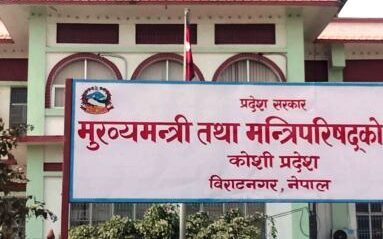 प्रदेश सरकार
मुख्यमन्त्री तथा मन्त्रिपरिषद्को
कोशी प्रदेश
विराटनगर, नेपाल